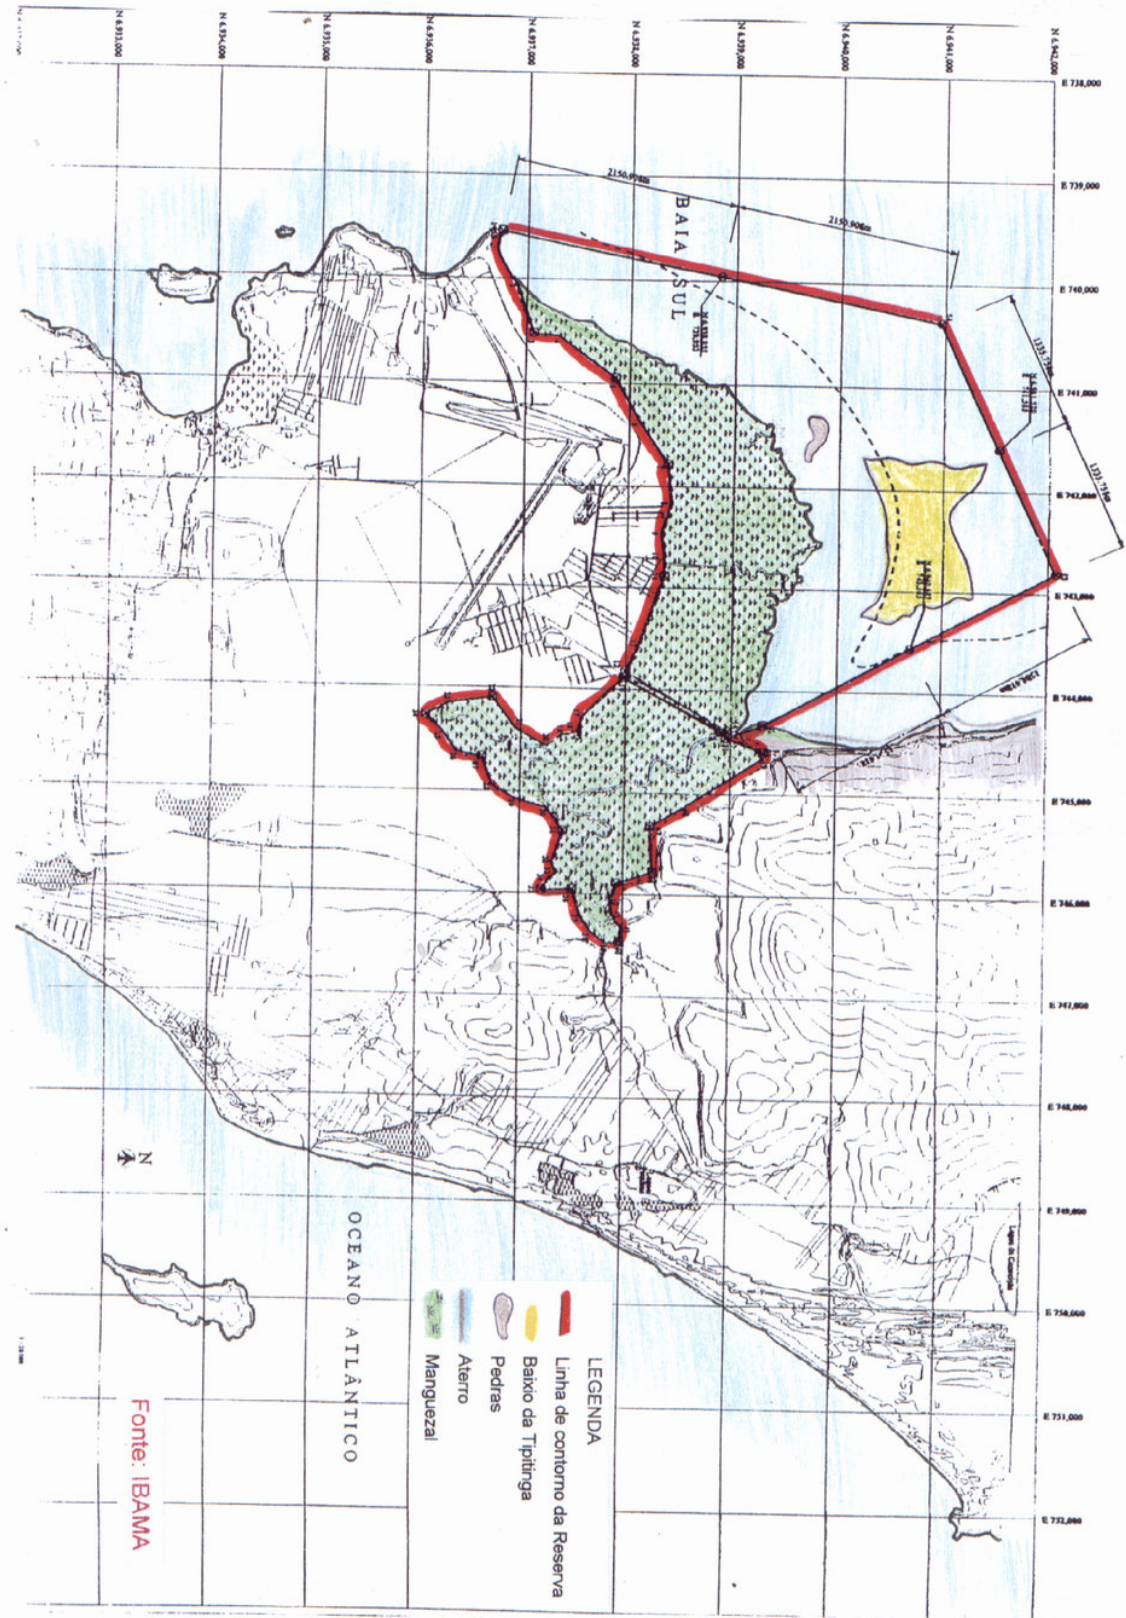 N 6.933,000
N 6.934,000
N 6.935,000
N 6.936,000
N 6.937,000
N 6.938,000
N 6.939,000
N 6.940,000
N 6.941,000
N 6.942,000
E 738,000
E 739,000
E 740,000
E 741,000
E 742,000
E 743,000
E 744,000
E 745,000
E 746,000
E 747,000
E 748,000
E 749,000
E 750,000
E 751,000
E 752,000
2150.908m
2150.908m
BAIA SUL
N
OCEANO ATLÂNTICO
LEGENDA
Linha de contorno da Reserva
Baixio da Tipitinga
Pedras
Aterro
Manguezal
Fonte: IBAMA